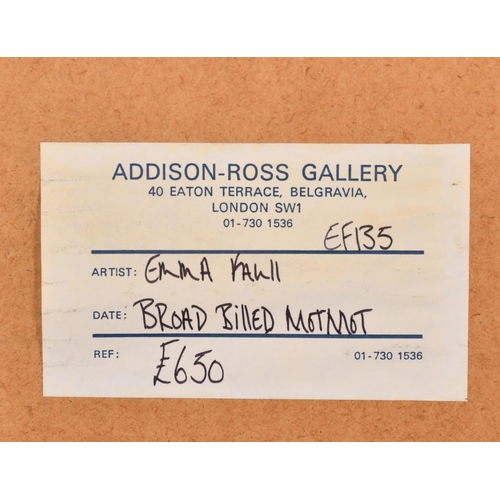 ADDISON-ROSS GALLERY
40 EATON TERRACE, BELGRAVIA,
LONDON SW1
01-730 1536
EF135
ARTIST: EMMA FAULL
DATE: BROAD BILLED MOTMOT
REF: £650 01-730 1536